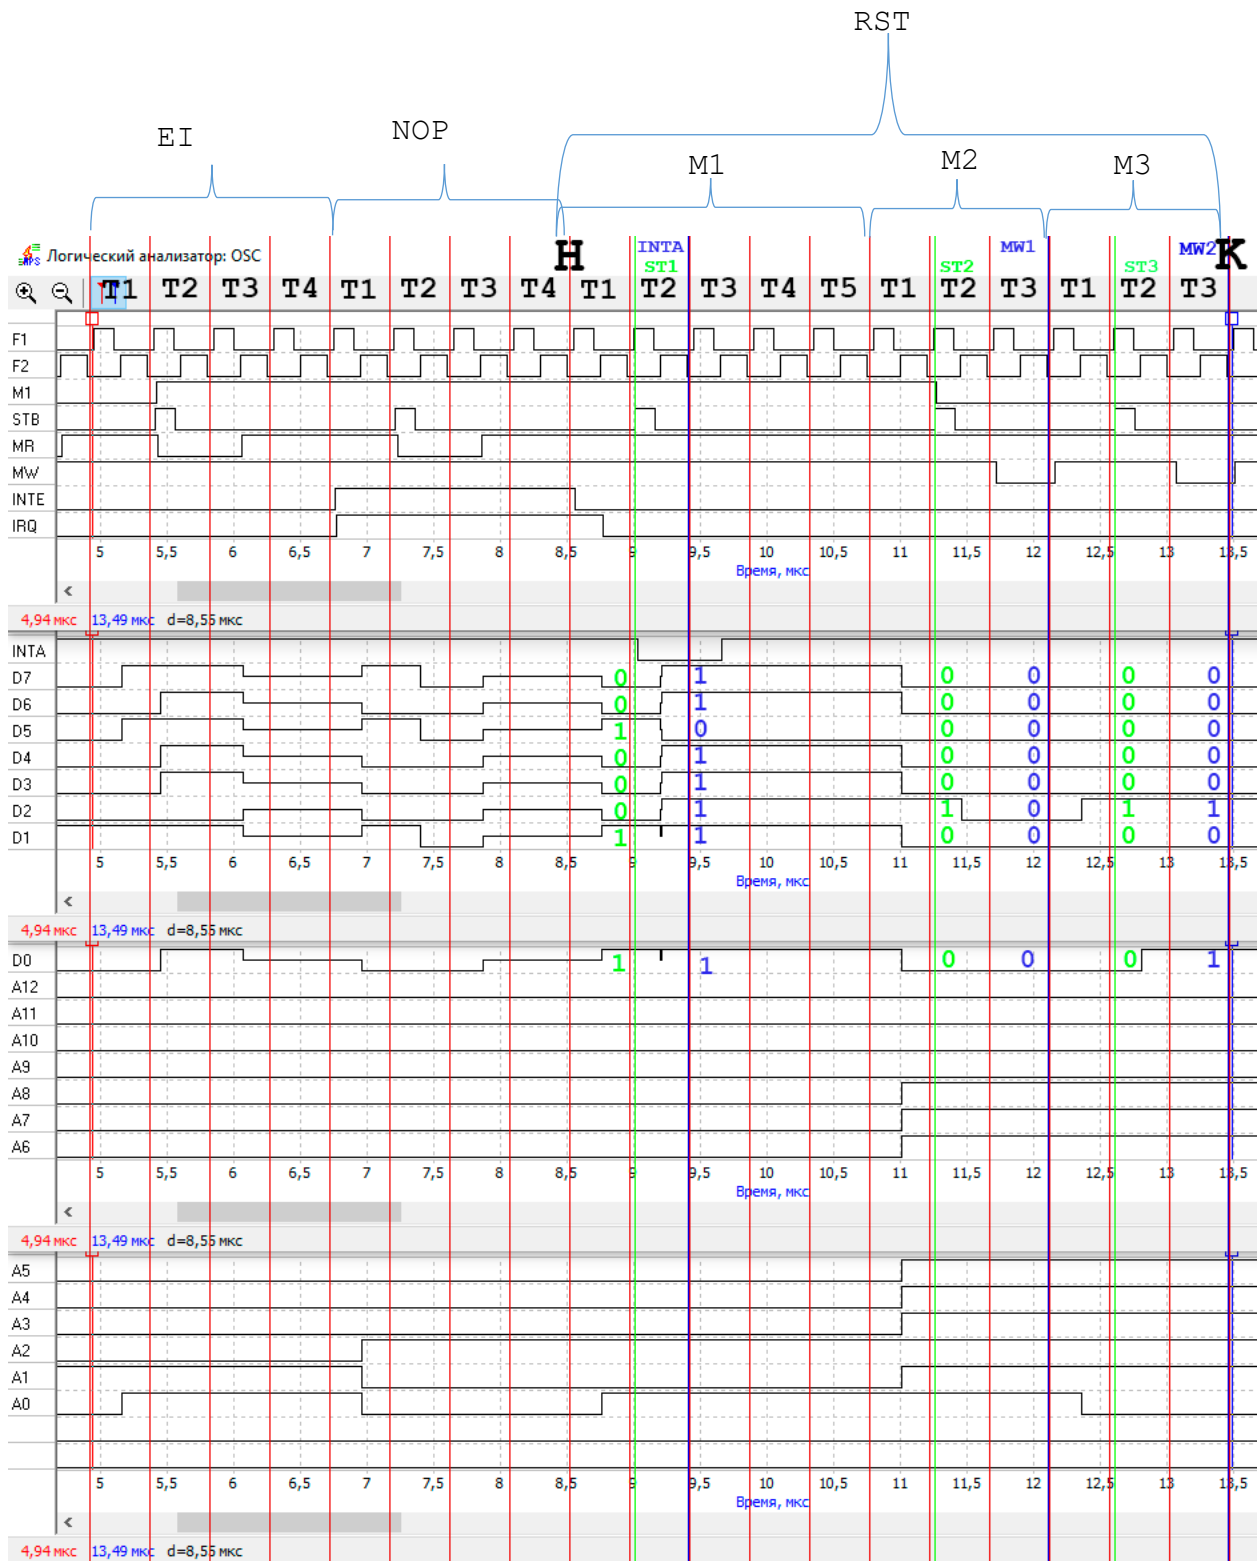 RST
EI
NOP
M1
M2
M3
Логический анализатор: OSC
H
INTA
ST1
ST2
MW1
ST3
MW2
K
T1 T2 T3 T4 T1 T2 T3 T4 T1 T2 T3 T4 T5 T1 T2 T3 T1 T2 T3
F1
F2
M1
STB
MR
MW
INTE
IRQ
5 5,5 6 6,5 7 7,5 8 8,5 9 9,5 10 10,5 11 11,5 12 12,5 13 13,5
Время, мкс
<
4,94 мкс 13,49 мкс d=8,55 мкс
INTA
D7 0 1 0 0 0 0
D6 0 1 0 0 0 0
D5 1 0 0 0 0 0
D4 0 1 0 0 0 0
D3 0 1 0 0 0 0
D2 0 1 1 0 1 1
D1 1 1 0 0 0 0
5 5,5 6 6,5 7 7,5 8 8,5 9 9,5 10 10,5 11 11,5 12 12,5 13 13,5
Время, мкс
<
4,94 мкс 13,49 мкс d=8,55 мкс
D0 1 1 0 0 0 1
A12
A11
A10
A9
A8
A7
A6
5 5,5 6 6,5 7 7,5 8 8,5 9 9,5 10 10,5 11 11,5 12 12,5 13 13,5
Время, мкс
<
4,94 мкс 13,49 мкс d=8,55 мкс
A5
A4
A3
A2
A1
A0
5 5,5 6 6,5 7 7,5 8 8,5 9 9,5 10 10,5 11 11,5 12 12,5 13 13,5
Время, мкс
<
4,94 мкс 13,49 мкс d=8,55 мкс